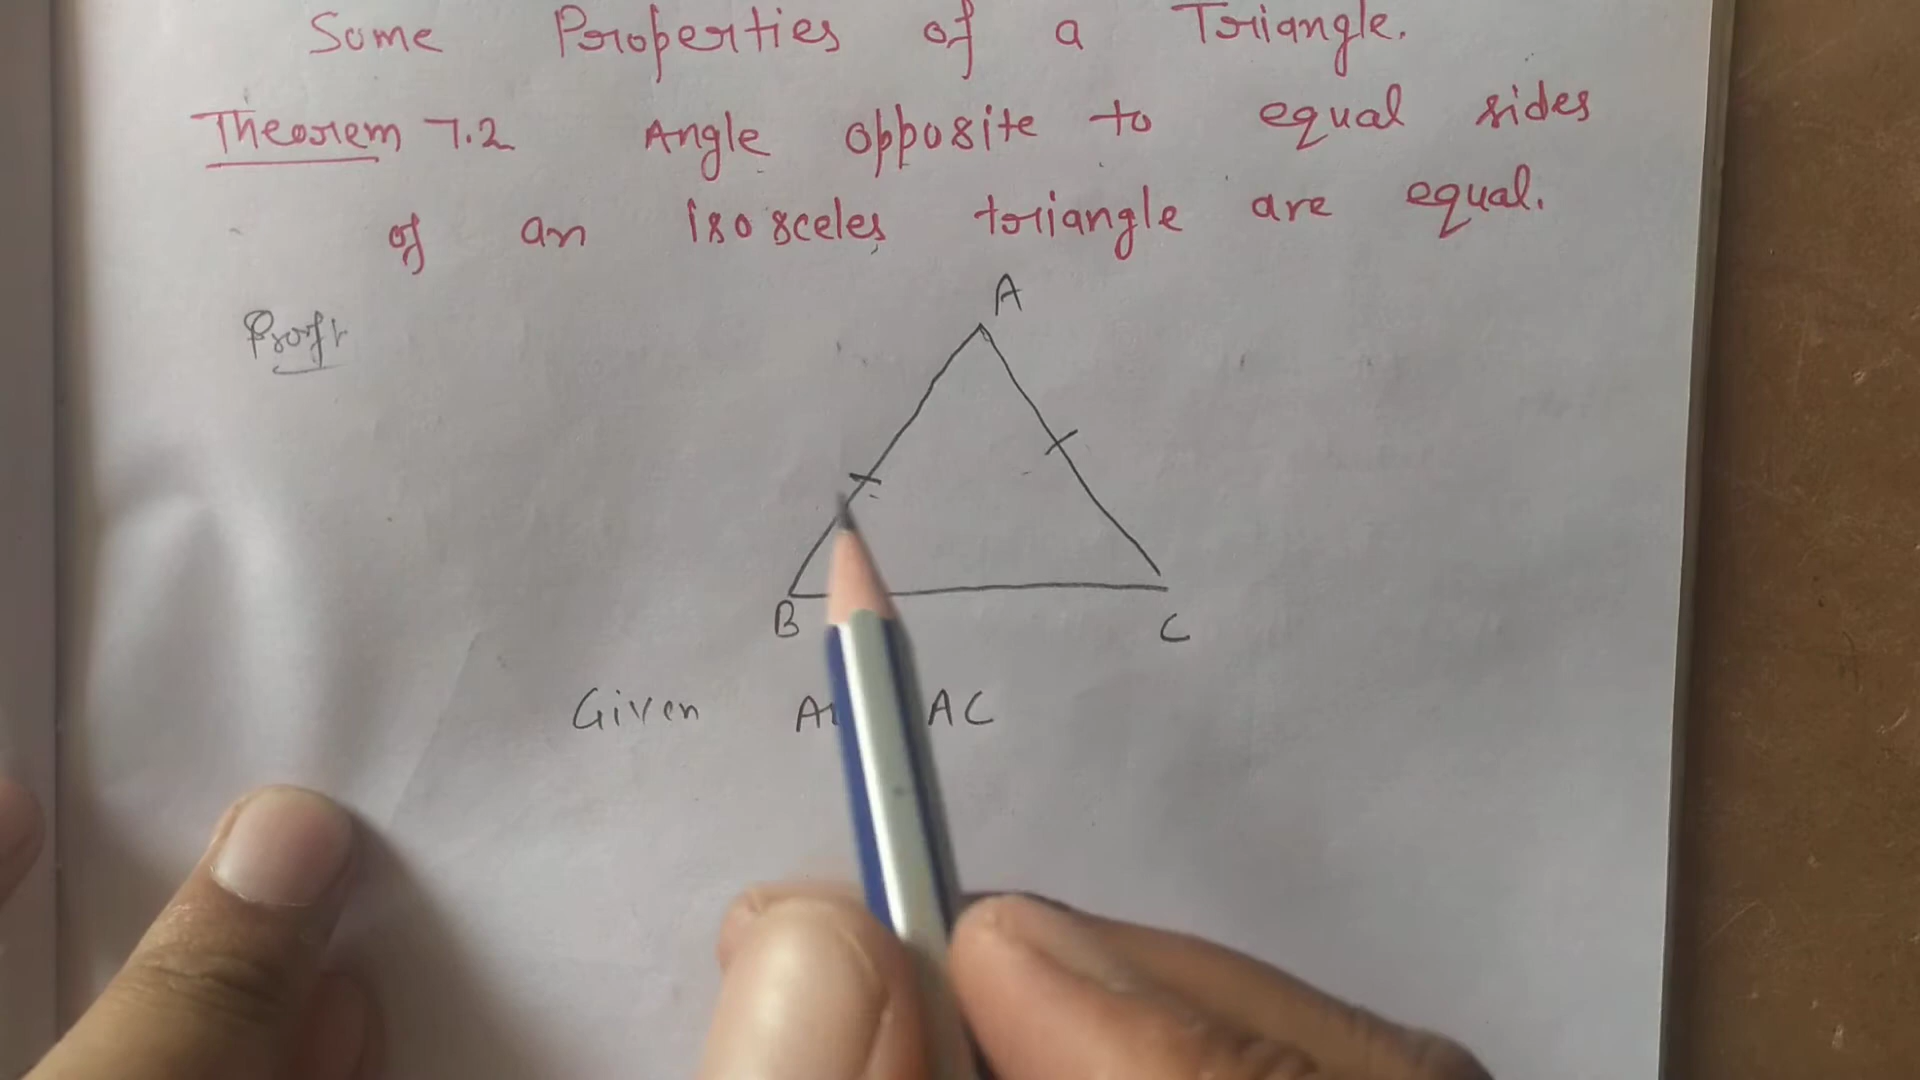 Some Properties of a Triangle.
Theorem 7.2 Angle opposite to equal sides
of an isosceles triangle are equal.
Proof
A
B
C
Given AC